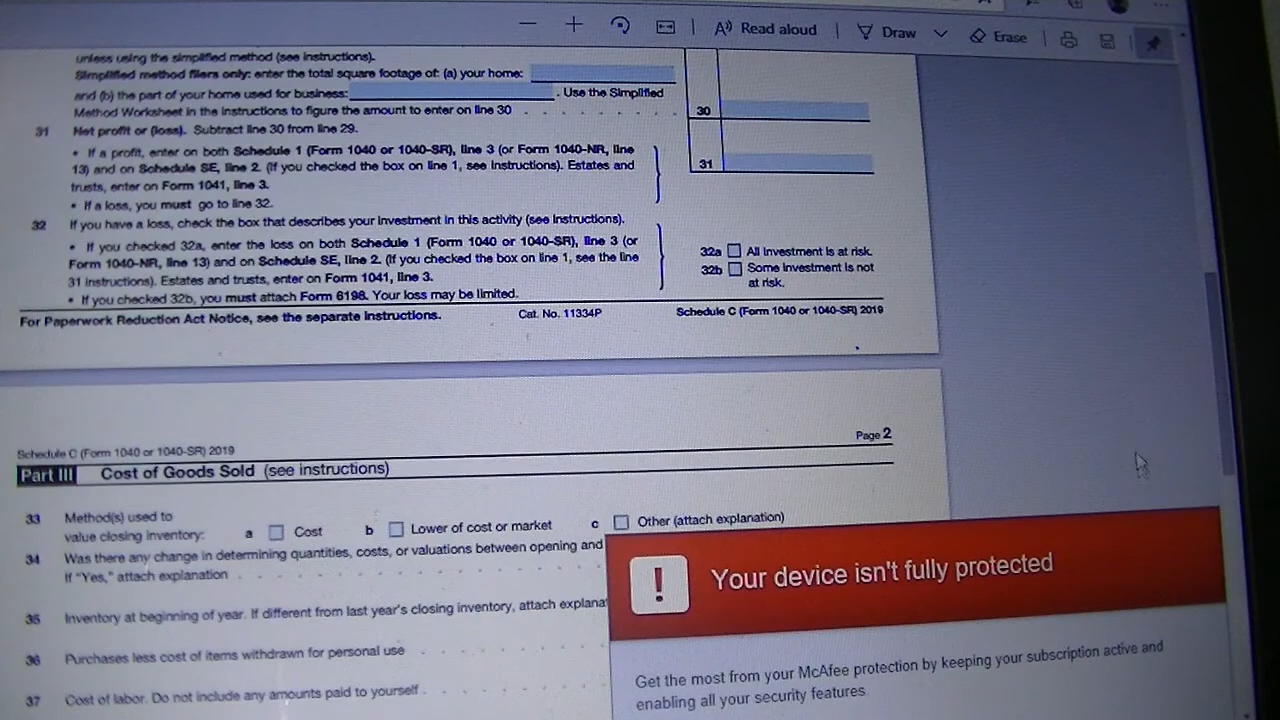 Read aloud
Draw
Erase
unless using the simplified method (see instructions).
Simplified method filers only: enter the total square footage of: (a) your home:
and (b) the part of your home used for business: . Use the Simplified
Method Worksheet in the instructions to figure the amount to enter on line 30 . . . . . . . . 30
31 Net profit or (loss). Subtract line 30 from line 29.
• If a profit, enter on both Schedule 1 (Form 1040 or 1040-SR), line 3 (or Form 1040-NR, line
13) and on Schedule SE, line 2. (If you checked the box on line 1, see instructions). Estates and
trusts, enter on Form 1041, line 3.
• If a loss, you must go to line 32.
31
32 If you have a loss, check the box that describes your investment in this activity (see instructions).
• If you checked 32a, enter the loss on both Schedule 1 (Form 1040 or 1040-SR), line 3 (or
Form 1040-NR, line 13) and on Schedule SE, line 2. (If you checked the box on line 1, see the line
31 instructions). Estates and trusts, enter on Form 1041, line 3.
• If you checked 32b, you must attach Form 6198. Your loss may be limited.
32a All investment is at risk.
32b Some investment is not
at risk.
For Paperwork Reduction Act Notice, see the separate instructions. Cat. No. 11334P Schedule C (Form 1040 or 1040-SR) 2019
Schedule C (Form 1040 or 1040-SR) 2019 Page 2
Part III Cost of Goods Sold (see instructions)
33 Method(s) used to
value closing inventory: a Cost b Lower of cost or market c Other (attach explanation)
34 Was there any change in determining quantities, costs, or valuations between opening and
If "Yes," attach explanation . . . . . . . . . . . . .
35 Inventory at beginning of year. If different from last year's closing inventory, attach explana
36 Purchases less cost of items withdrawn for personal use . . . . . .
37 Cost of labor. Do not include any amounts paid to yourself . . . . . .
! Your device isn't fully protected
Get the most from your McAfee protection by keeping your subscription active and
enabling all your security features